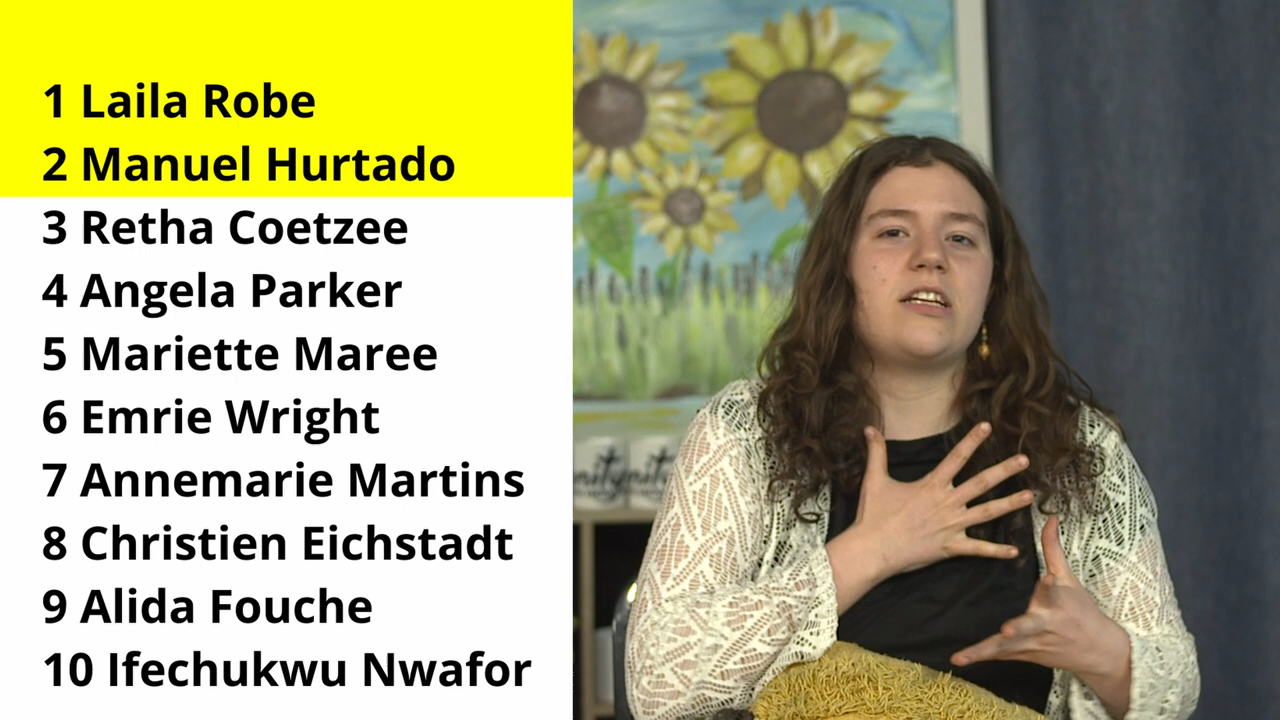 1 Laila Robe
2 Manuel Hurtado
3 Retha Coetzee
4 Angela Parker
5 Mariette Maree
6 Emrie Wright
7 Annemarie Martins
8 Christien Eichstadt
9 Alida Fouche
10 Ifechukwu Nwafor